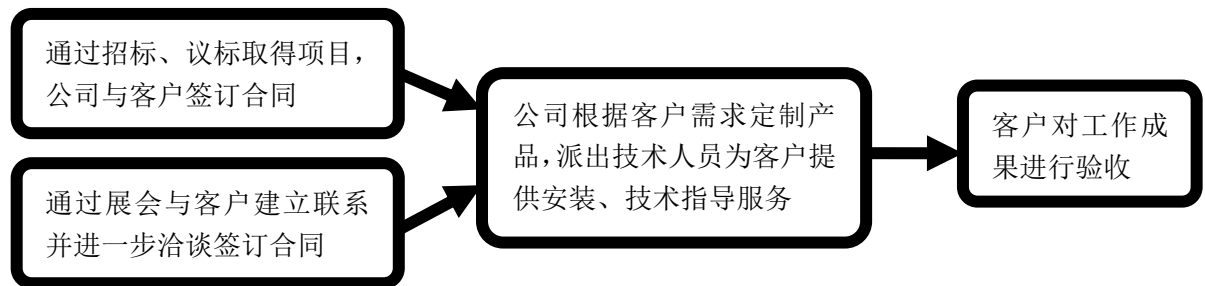 通过招标、议标取得项目，
公司与客户签订合同
通过展会与客户建立联系
并进一步洽谈签订合同
公司根据客户需求定制产
品，派出技术人员为客户提
供安装、技术指导服务
客户对工作成
果进行验收